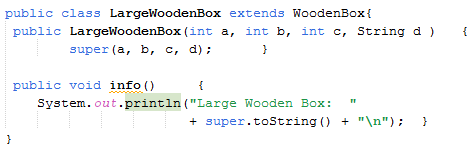 public class LargeWoodenBox extends WoodenBox{
public LargeWoodenBox(int a, int b, int c, String d )   {
super(a, b, c, d);       }
public void info()      {
System.out.println("Large Wooden Box:  "
+ super.toString() + "\n");  }
}